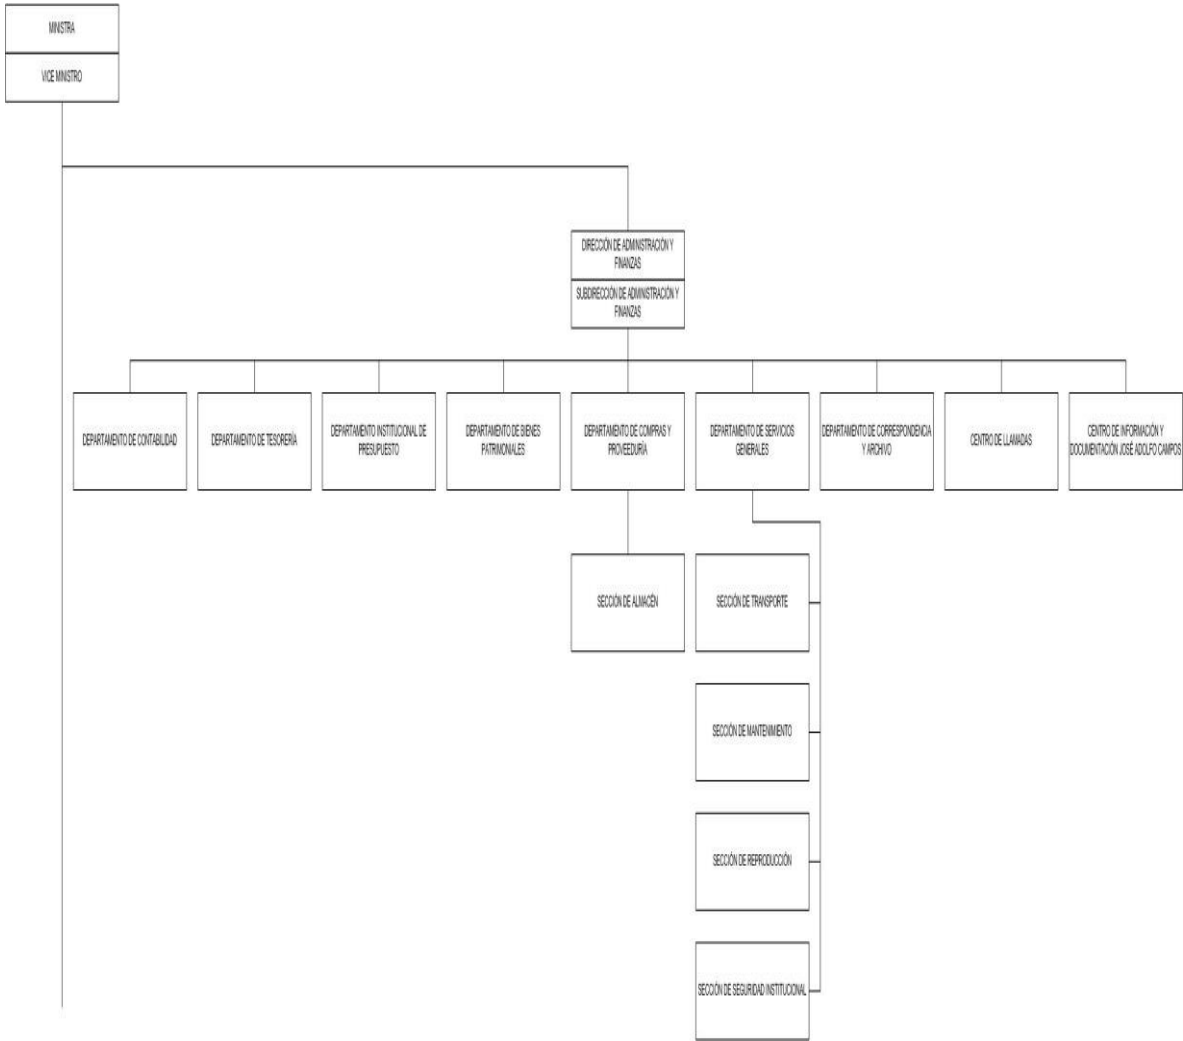 MINISTRA
VICE MINISTRO
DIRECCIÓN DE ADMINISTRACIÓN Y
FINANZAS
SUBDIRECCIÓN DE ADMINISTRACIÓN Y
FINANZAS
DEPARTAMENTO DE CONTABILIDAD
DEPARTAMENTO DE TESORERÍA
DEPARTAMENTO INSTITUCIONAL DE
PRESUPUESTO
DEPARTAMENTO DE BIENES
PATRIMONIALES
DEPARTAMENTO DE COMPRAS Y
PROVEEDURÍA
DEPARTAMENTO DE SERVICIOS
GENERALES
DEPARTAMENTO DE CORRESPONDENCIA
Y ARCHIVO
CENTRO DE LLAMADAS
CENTRO DE INFORMACIÓN Y
DOCUMENTACIÓN JOSÉ ADOLFO CAMPOS
SECCIÓN DE ALMACÉN
SECCIÓN DE TRANSPORTE
SECCIÓN DE MANTENIMIENTO
SECCIÓN DE REPRODUCCIÓN
SECCIÓN DE SEGURIDAD INSTITUCIONAL